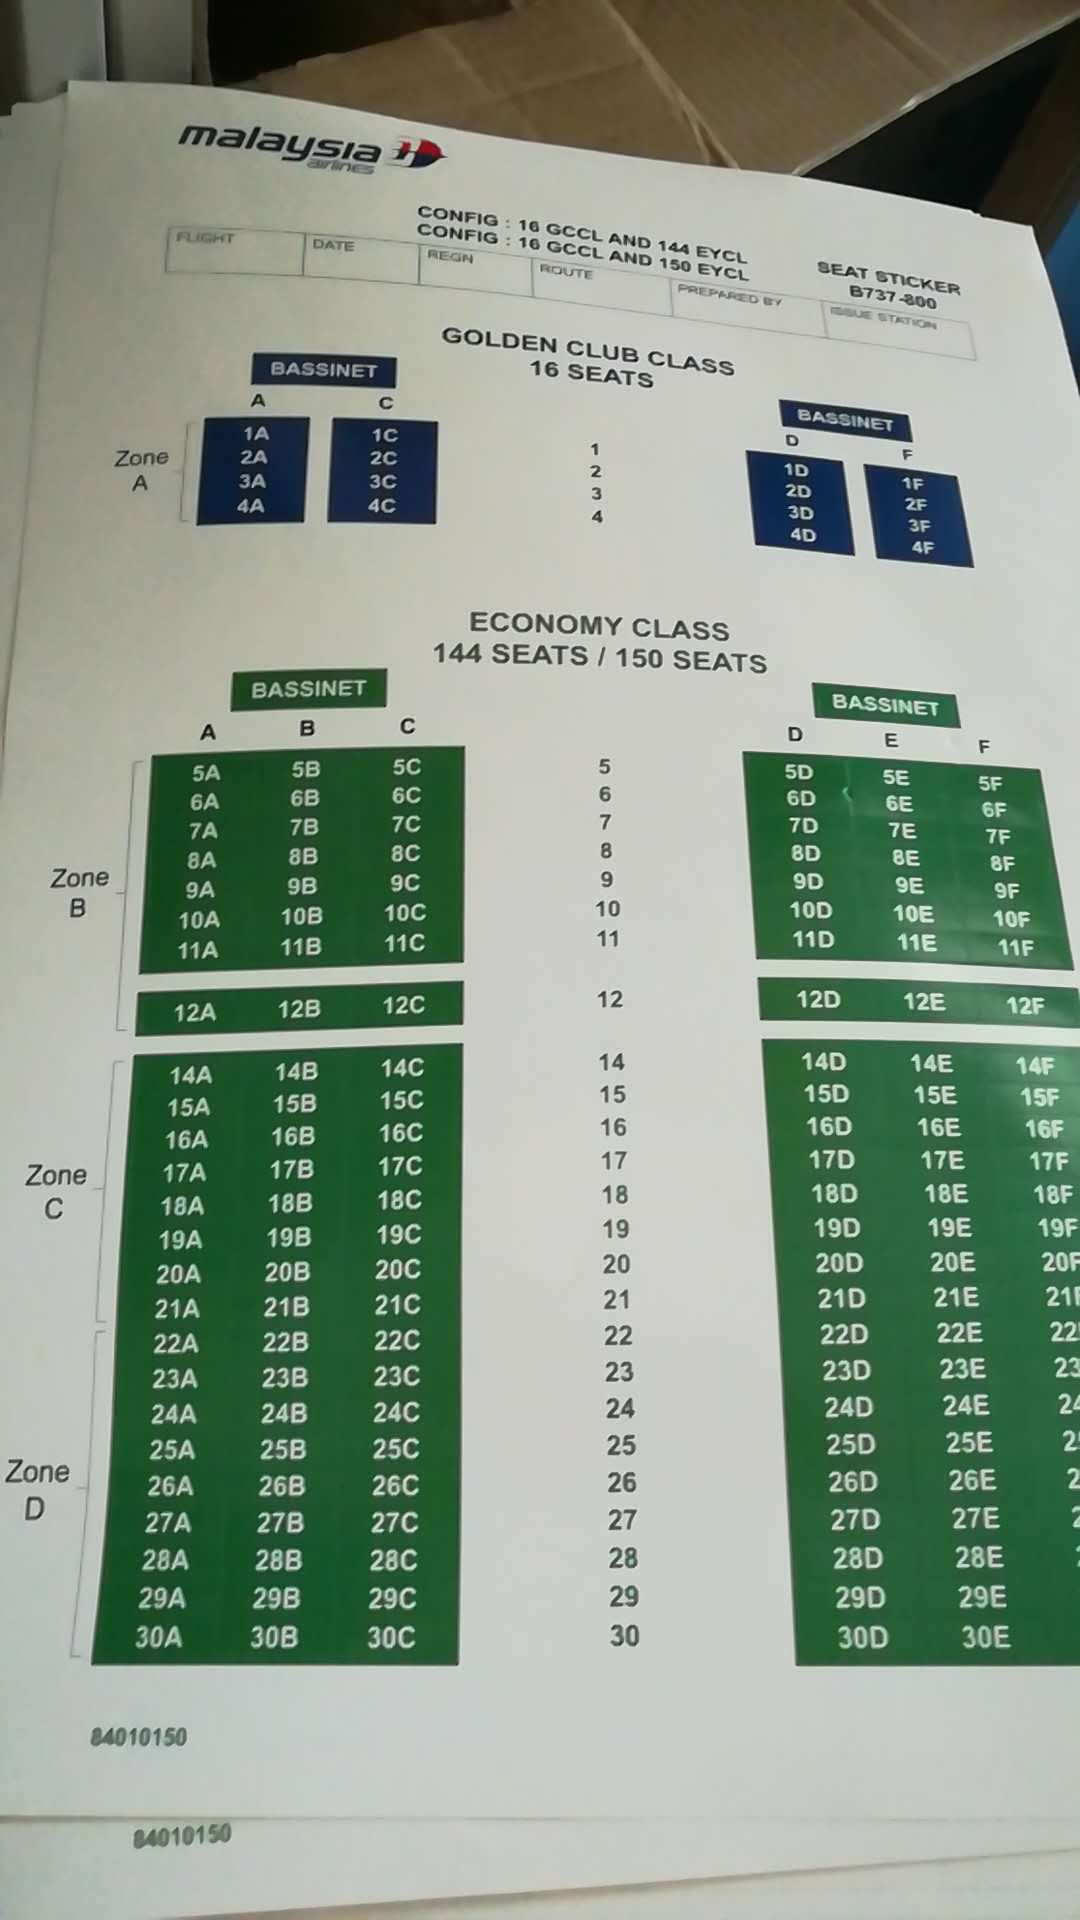 malaysia
airlines
CONFIG : 16 GCCL AND 144 EYCL
CONFIG : 16 GCCL AND 150 EYCL
SEAT STICKER
B737-800
FLIGHT DATE REGN ROUTE PREPARED BY ISSUE STATION
GOLDEN CLUB CLASS
16 SEATS
BASSINET BASSINET
A C D F
Zone A
1A 1C 1 1D 1F
2A 2C 2 2D 2F
3A 3C 3 3D 3F
4A 4C 4 4D 4F
ECONOMY CLASS
144 SEATS / 150 SEATS
BASSINET BASSINET
A B C D E F
Zone B
5A 5B 5C 5 5D 5E 5F
6A 6B 6C 6 6D 6E 6F
7A 7B 7C 7 7D 7E 7F
8A 8B 8C 8 8D 8E 8F
9A 9B 9C 9 9D 9E 9F
10A 10B 10C 10 10D 10E 10F
11A 11B 11C 11 11D 11E 11F
12A 12B 12C 12 12D 12E 12F
Zone C
14A 14B 14C 14 14D 14E 14F
15A 15B 15C 15 15D 15E 15F
16A 16B 16C 16 16D 16E 16F
17A 17B 17C 17 17D 17E 17F
18A 18B 18C 18 18D 18E 18F
19A 19B 19C 19 19D 19E 19F
20A 20B 20C 20 20D 20E 20F
21A 21B 21C 21 21D 21E
22A 22B 22C 22 22D 22E
Zone D
23A 23B 23C 23 23D 23E
24A 24B 24C 24 24D 24E
25A 25B 25C 25 25D 25E
26A 26B 26C 26 26D 26E
27A 27B 27C 27 27D 27E
28A 28B 28C 28 28D 28E
29A 29B 29C 29 29D 29E
30A 30B 30C 30 30D 30E
84010150
84010150